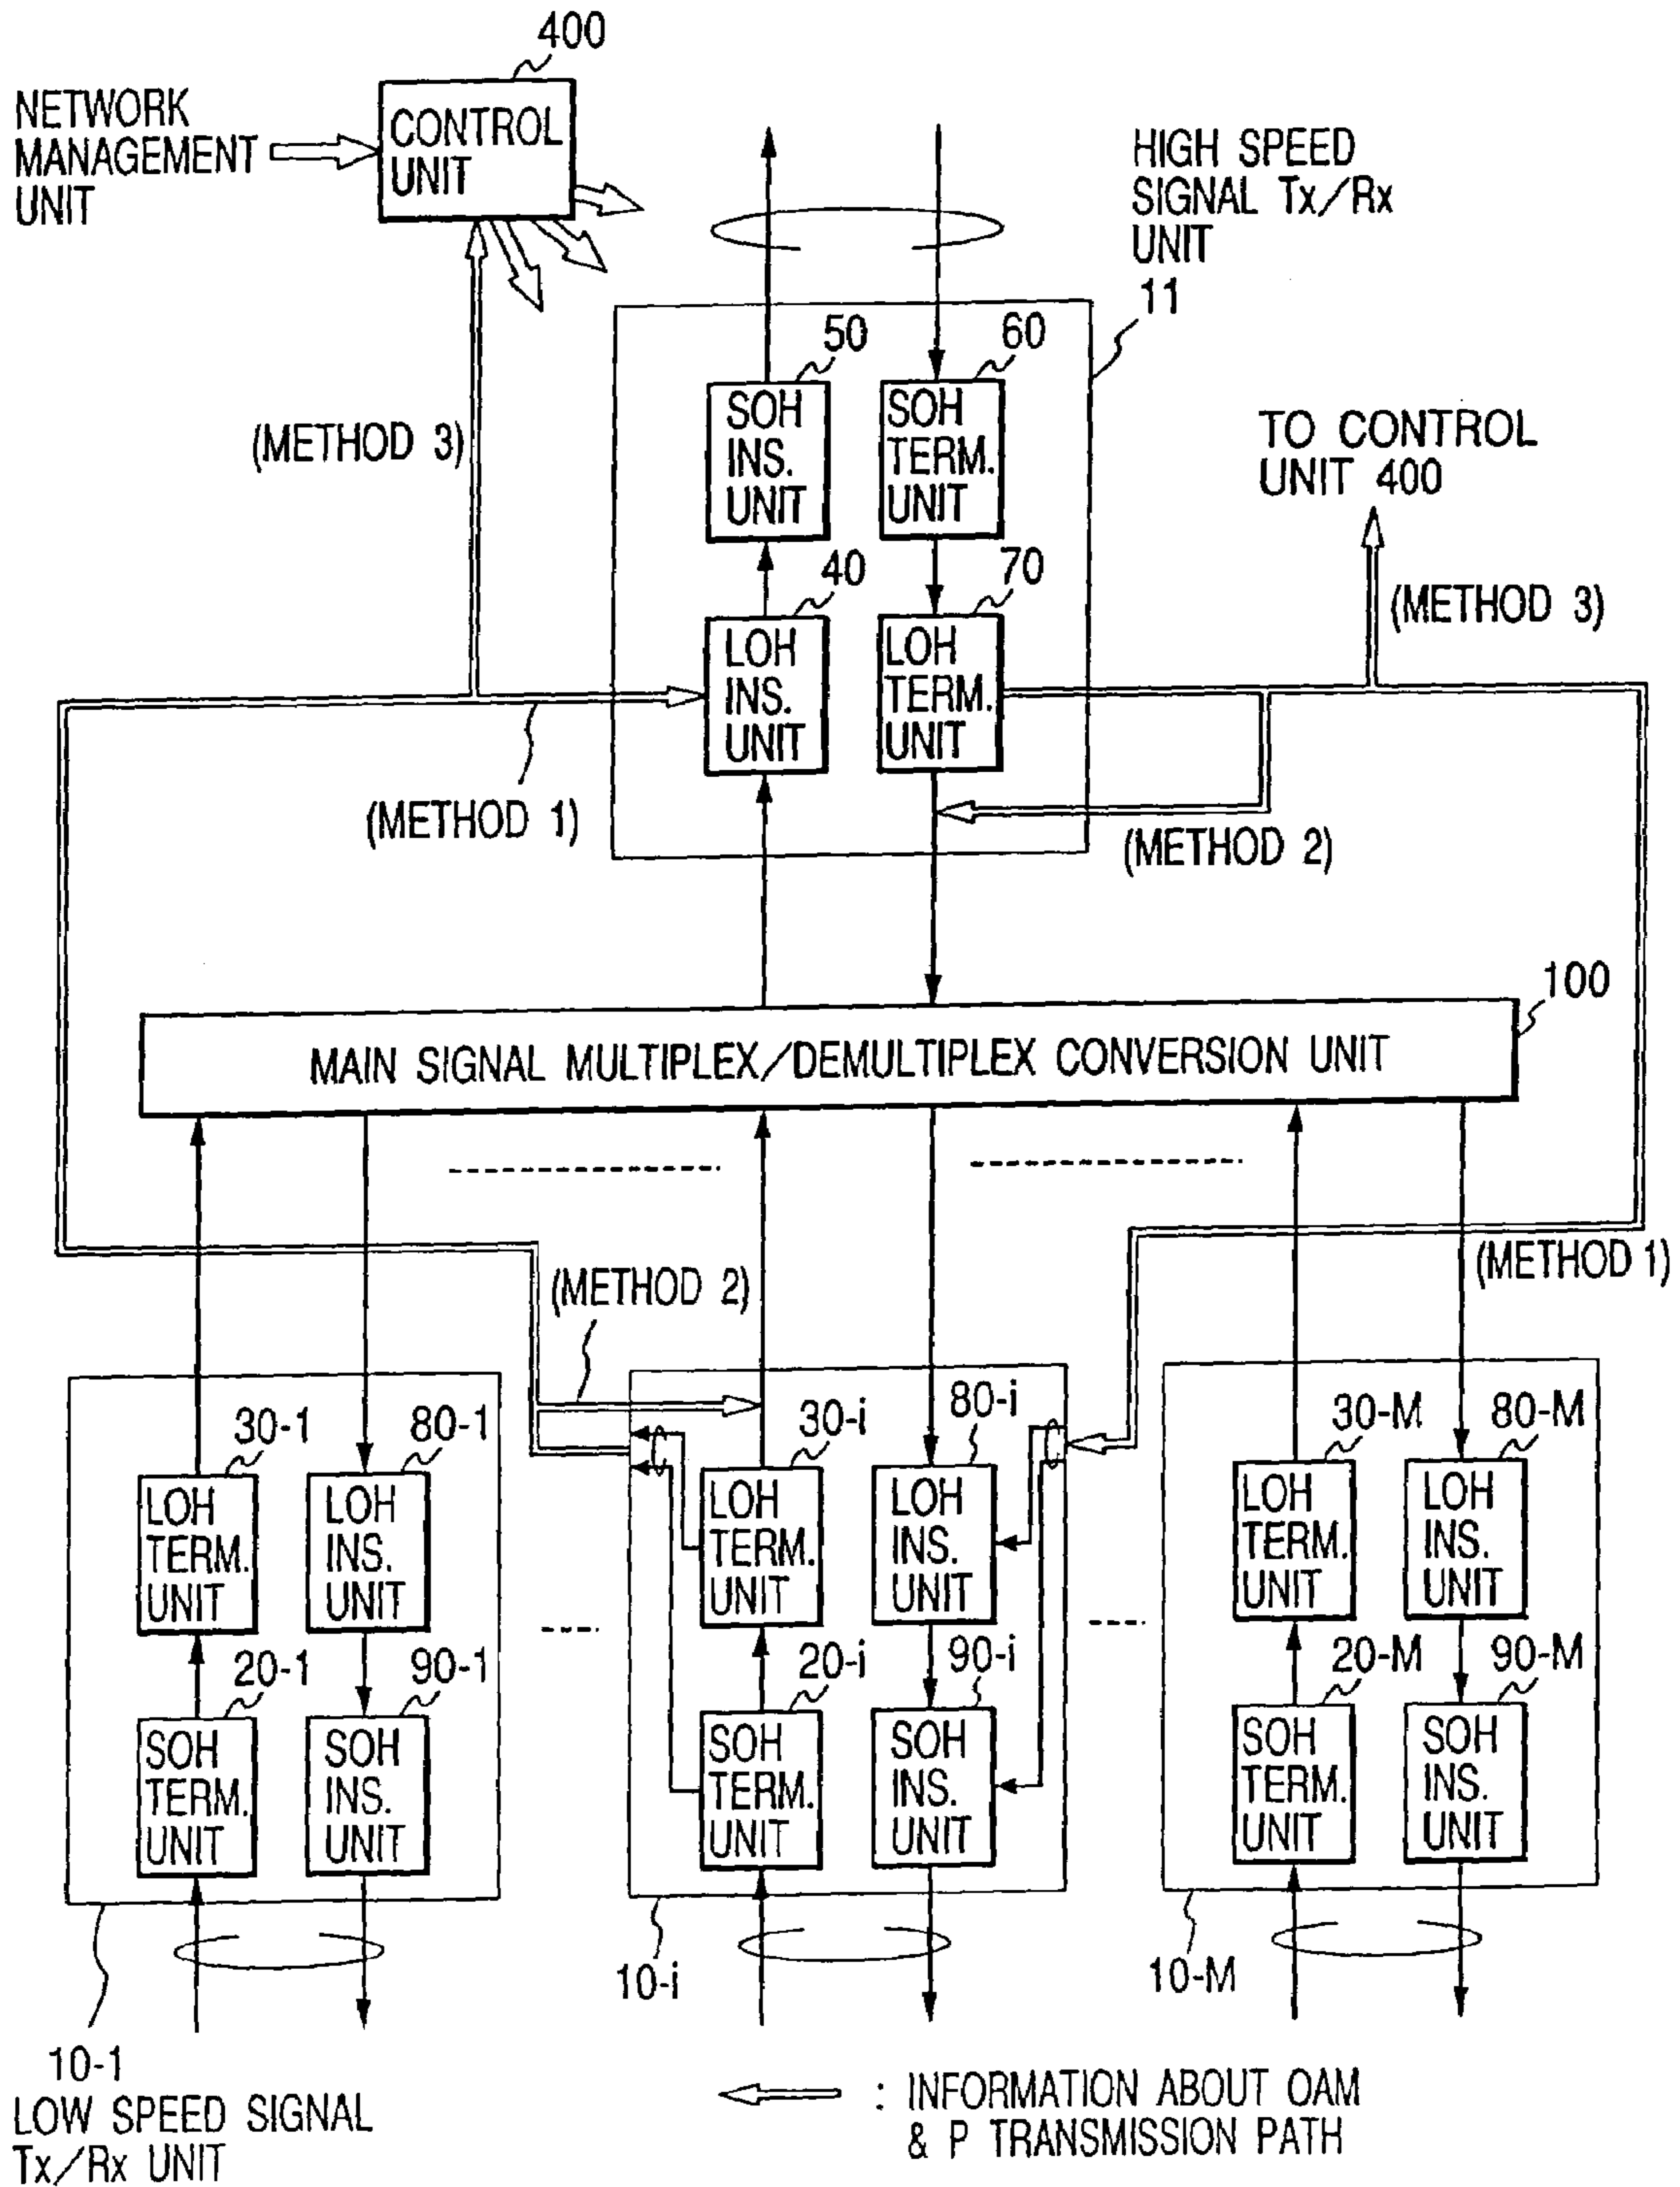 400
NETWORK
MANAGEMENT
UNIT
CONTROL
UNIT
HIGH SPEED
SIGNAL Tx/Rx
UNIT
11
50
60
SOH
INS.
UNIT
SOH
TERM.
UNIT
(METHOD 3)
TO CONTROL
UNIT 400
40
70
LOH
INS.
UNIT
LOH
TERM.
UNIT
(METHOD 3)
(METHOD 1)
(METHOD 2)
100
MAIN SIGNAL MULTIPLEX/DEMULTIPLEX CONVERSION UNIT
(METHOD 2)
(METHOD 1)
30-1
80-1
LOH
TERM.
UNIT
LOH
INS.
UNIT
20-1
90-1
SOH
TERM.
UNIT
SOH
INS.
UNIT
30-i
80-i
LOH
TERM.
UNIT
LOH
INS.
UNIT
20-i
90-i
SOH
TERM.
UNIT
SOH
INS.
UNIT
30-M
80-M
LOH
TERM.
UNIT
LOH
INS.
UNIT
20-M
90-M
SOH
TERM.
UNIT
SOH
INS.
UNIT
10-1
LOW SPEED SIGNAL
Tx/Rx UNIT
10-i
10-M
: INFORMATION ABOUT OAM
& P TRANSMISSION PATH